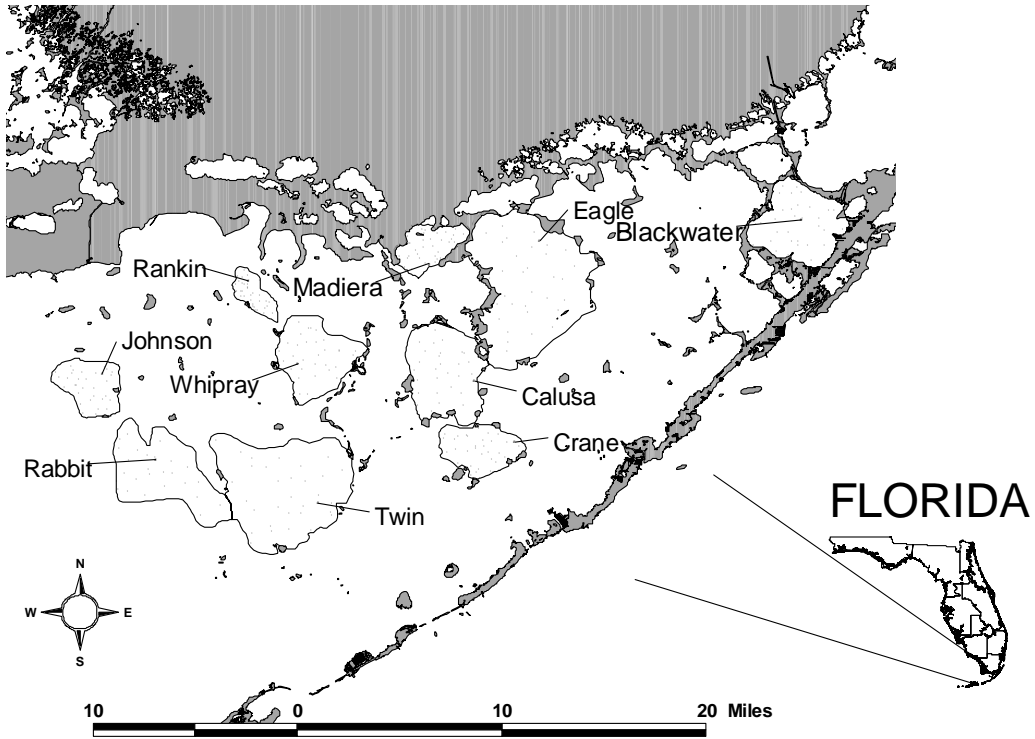 Eagle
Blackwater
Rankin
Madiera
Johnson
Whipray
Calusa
Crane
Rabbit
Twin
FLORIDA
N
W E
S
10 0 10 20 Miles